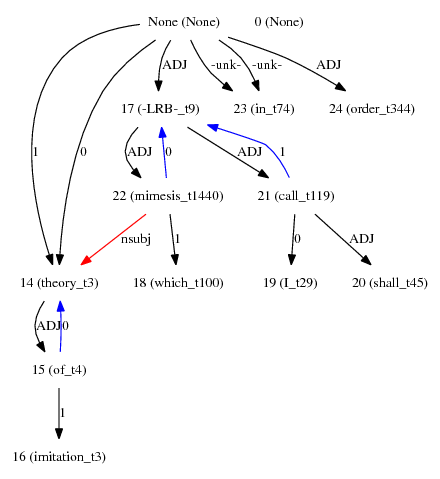 None (None) 0 (None)
ADJ -unk- -unk- ADJ
17 (-LRB-_t9) 23 (in_t74) 24 (order_t344)
1 0 ADJ 0 ADJ 1
22 (mimesis_t1440) 21 (call_t119)
nsubj 1 0 ADJ
14 (theory_t3) 18 (which_t100) 19 (I_t29) 20 (shall_t45)
ADJ 0
15 (of_t4)
1
16 (imitation_t3)